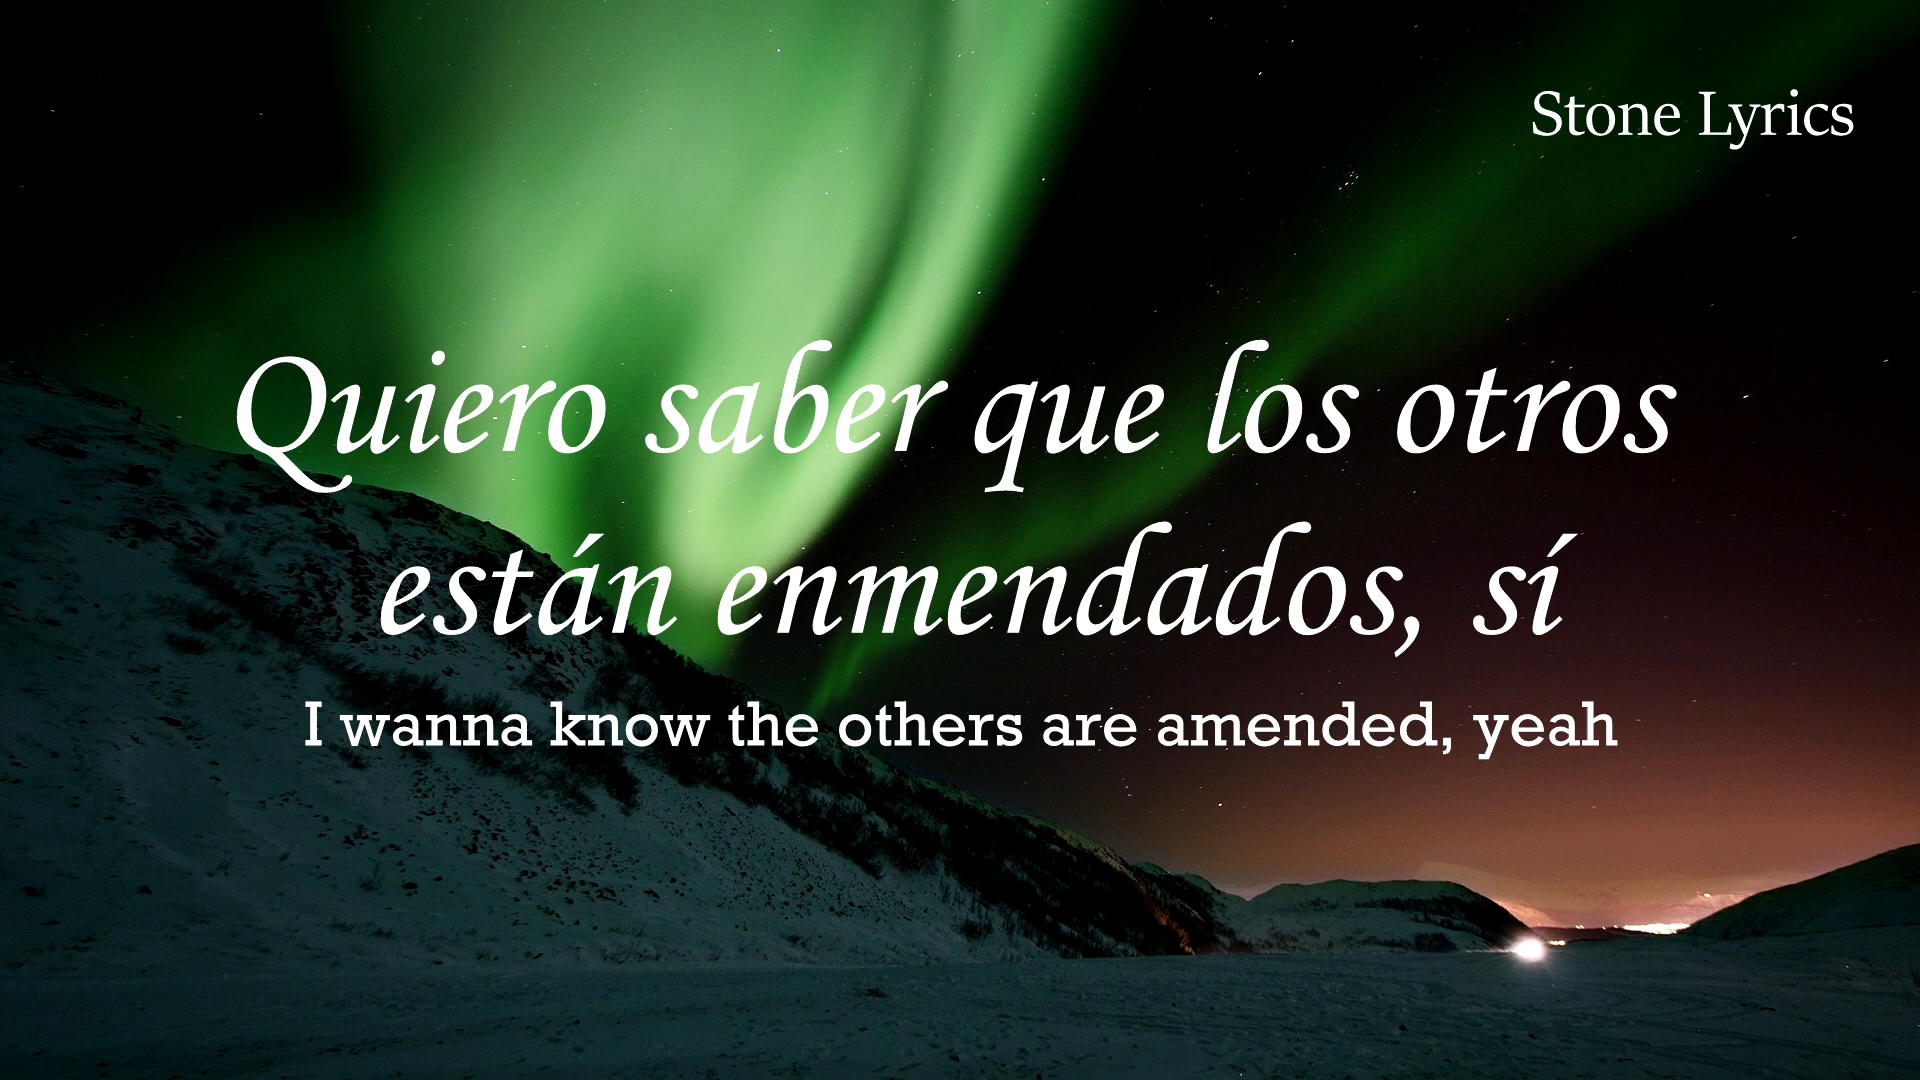 Stone Lyrics
Quiero saber que los otros
están enmendados, sí
I wanna know the others are amended, yeah